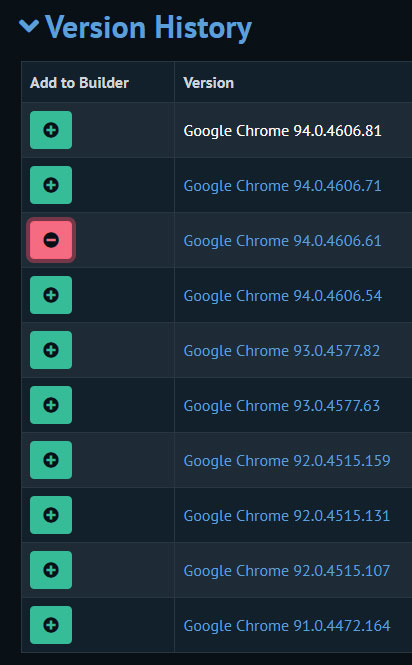 Version History
Add to Builder Version
Google Chrome 94.0.4606.81
Google Chrome 94.0.4606.71
Google Chrome 94.0.4606.61
Google Chrome 94.0.4606.54
Google Chrome 93.0.4577.82
Google Chrome 93.0.4577.63
Google Chrome 92.0.4515.159
Google Chrome 92.0.4515.131
Google Chrome 92.0.4515.107
Google Chrome 91.0.4472.164